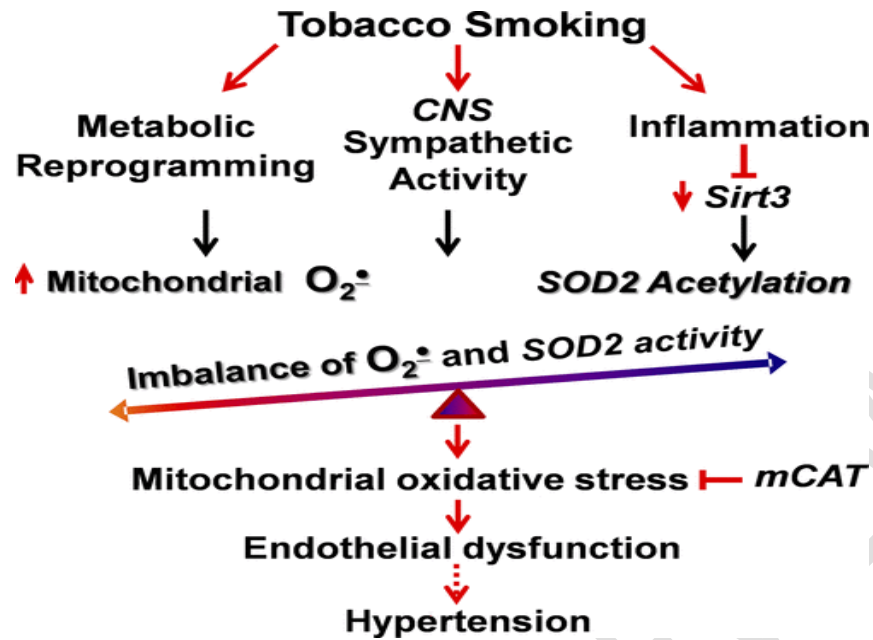 Tobacco Smoking
Metabolic
Reprogramming
CNS
Sympathetic
Activity
Inflammation
Sirt3
Mitochondrial O₂•̲
SOD2 Acetylation
Imbalance of O₂•̲ and SOD2 activity
Mitochondrial oxidative stress
mCAT
Endothelial dysfunction
Hypertension